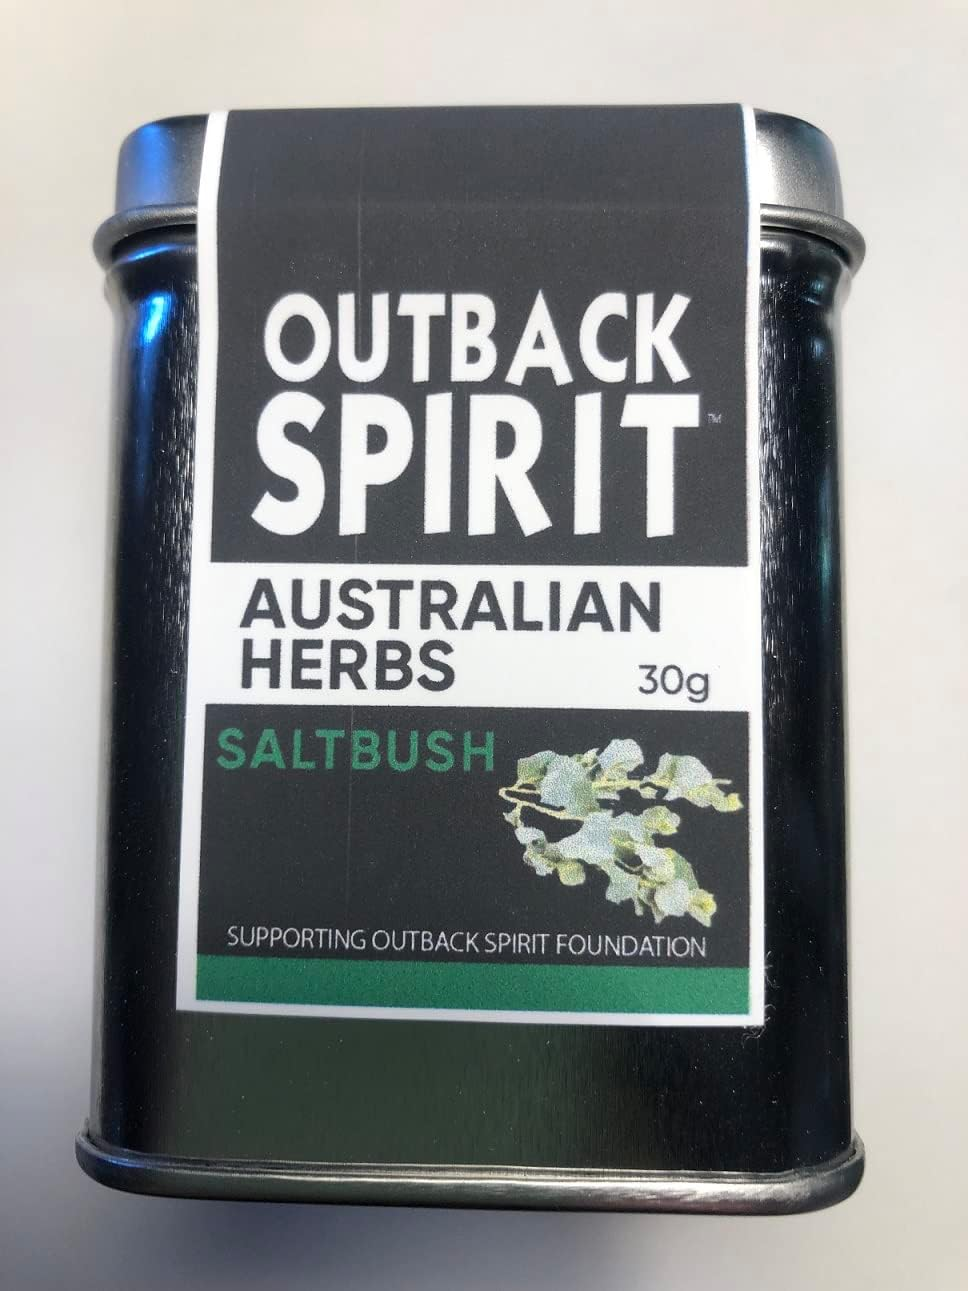 OUTBACK
SPIRIT™
AUSTRALIAN
HERBS
30g
SALTBUSH
SUPPORTING OUTBACK SPIRIT FOUNDATION